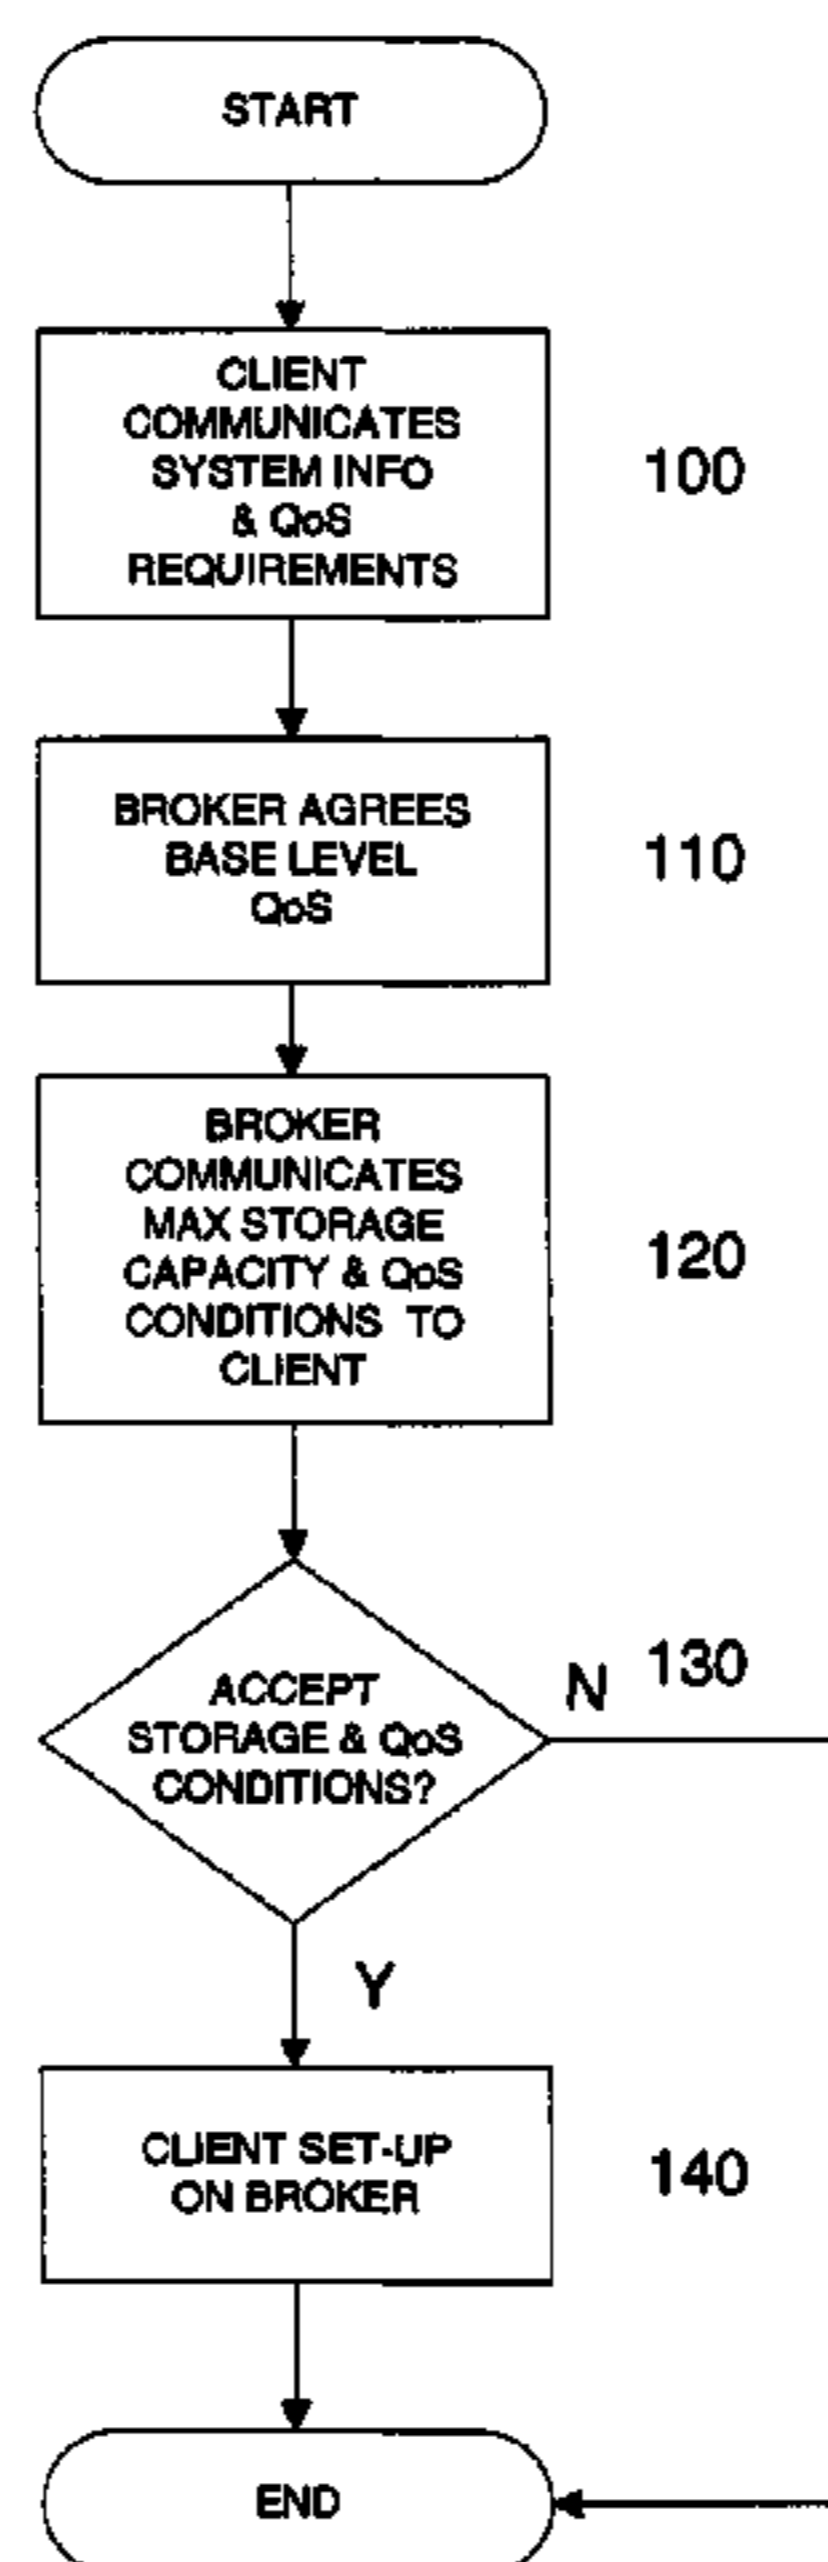 START
CLIENT
COMMUNICATES
SYSTEM INFO
& QoS
REQUIREMENTS
100
BROKER AGREES
BASE LEVEL
QoS
110
BROKER
COMMUNICATES
MAX STORAGE
CAPACITY & QoS
CONDITIONS TO
CLIENT
120
ACCEPT
STORAGE & QoS
CONDITIONS?
N
130
Y
CLIENT SET-UP
ON BROKER
140
END